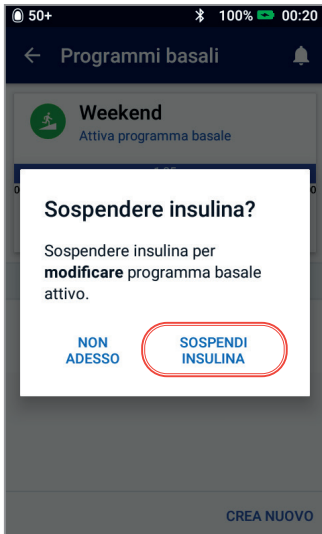 50+ 100% 00:20
Programmi basali
Weekend
Attiva programma basale
Sospendere insulina?
Sospendere insulina per
modificare programma basale
attivo.
NON
ADESSO
SOSPENDI
INSULINA
CREA NUOVO